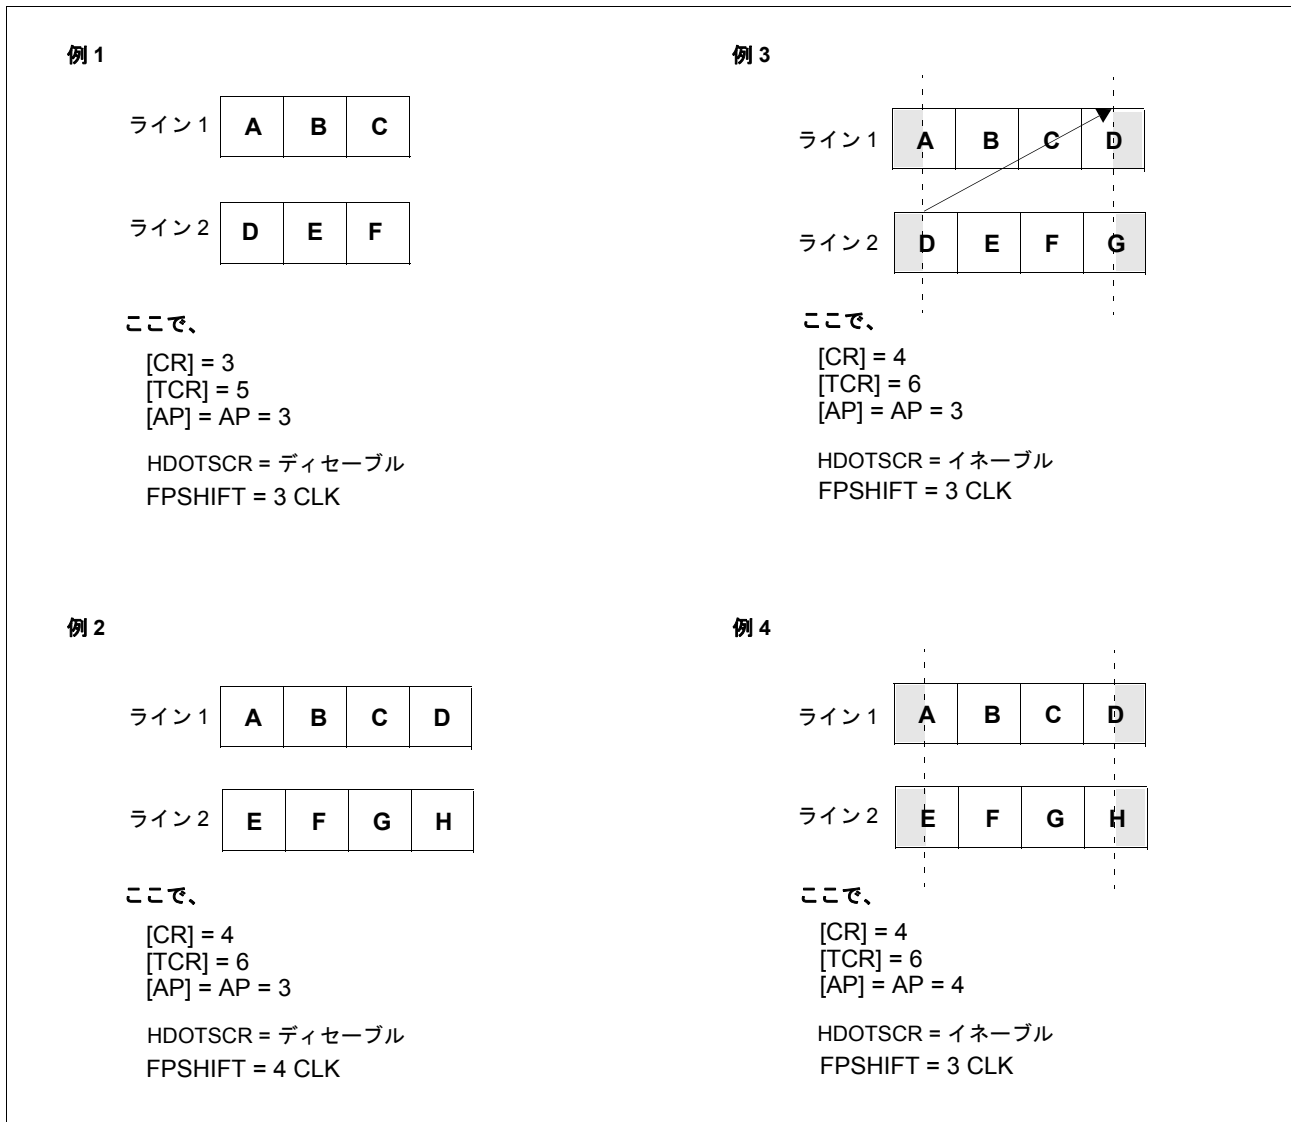 例 1
ライン 1 A B C
ライン 2 D E F
ここで、
[CR] = 3
[TCR] = 5
[AP] = AP = 3
HDOTSCR = ディセーブル
FPSHIFT = 3 CLK
例 3
ライン 1 A B C D
ライン 2 D E F G
ここで、
[CR] = 4
[TCR] = 6
[AP] = AP = 3
HDOTSCR = イネーブル
FPSHIFT = 3 CLK
例 2
ライン 1 A B C D
ライン 2 E F G H
ここで、
[CR] = 4
[TCR] = 6
[AP] = AP = 3
HDOTSCR = ディセーブル
FPSHIFT = 4 CLK
例 4
ライン 1 A B C D
ライン 2 E F G H
ここで、
[CR] = 4
[TCR] = 6
[AP] = AP = 4
HDOTSCR = イネーブル
FPSHIFT = 3 CLK